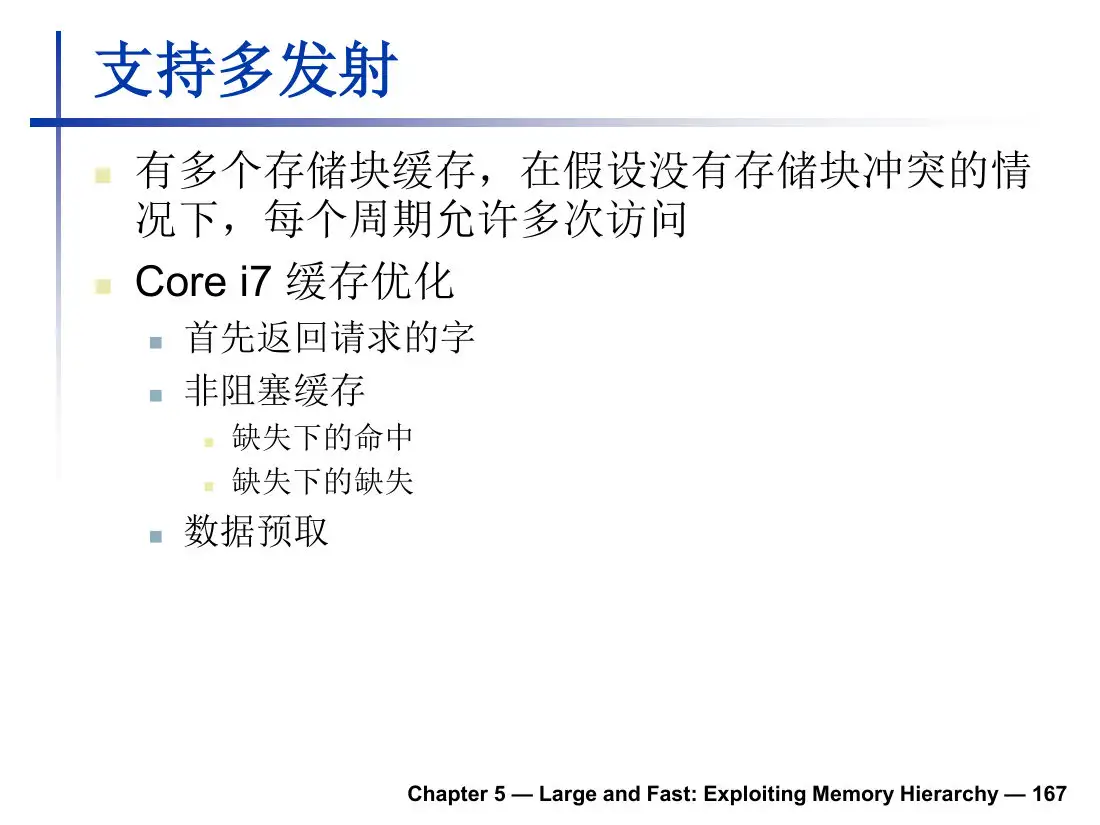 支持多发射
有多个存储块缓存，在假设没有存储块冲突的情
况下，每个周期允许多次访问
Core i7 缓存优化
首先返回请求的字
非阻塞缓存
缺失下的命中
缺失下的缺失
数据预取
Chapter 5 — Large and Fast: Exploiting Memory Hierarchy — 167